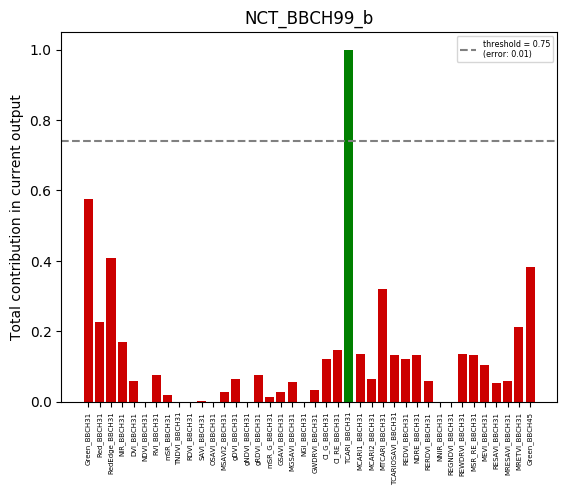 NCT_BBCH99_b
threshold = 0.75
(error: 0.01)
Total contribution in current output
1.0
0.8
0.6
0.4
0.2
0.0
Green_BBCH31
Red_BBCH31
RedEdge_BBCH31
NIR_BBCH31
DVI_BBCH31
NDVI_BBCH31
RVI_BBCH31
mSR_BBCH31
TNDVI_BBCH31
RDVI_BBCH31
SAVI_BBCH31
OSAVI_BBCH31
MSAVI2_BBCH31
gDVI_BBCH31
gNDVI_BBCH31
gRDVI_BBCH31
mSR_G_BBCH31
GSAVI_BBCH31
MGSAVI_BBCH31
NGI_BBCH31
GWDRVI_BBCH31
CI_G_BBCH31
CI_RE_BBCH31
TCARI_BBCH31
MCARI1_BBCH31
MCARI2_BBCH31
MTCARI_BBCH31
TCARIOSAVI_BBCH31
REDVI_BBCH31
NDRE_BBCH31
RERDVI_BBCH31
NNIR_BBCH31
REGNDVI_BBCH31
REWDRVI_BBCH31
MSR_RE_BBCH31
MEVI_BBCH31
RESAVI_BBCH31
MRESAVI_BBCH31
MRETVI_BBCH31
Green_BBCH45